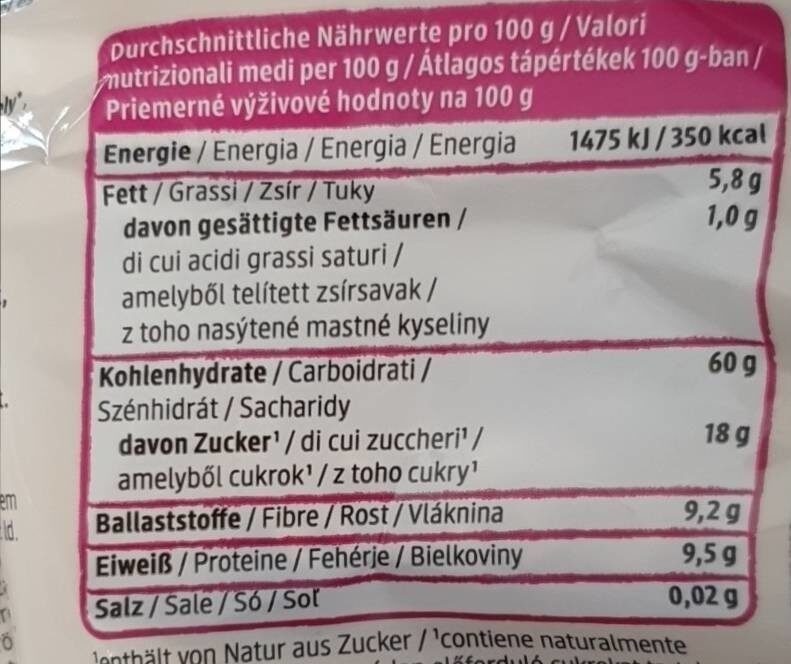 Durchschnittliche Nährwerte pro 100 g / Valori
nutrizionali medi per 100 g / Átlagos tápértékek 100 g-ban /
Priemerné výživové hodnoty na 100 g
Energie / Energia / Energia / Energia 1475 kJ / 350 kcal
Fett / Grassi / Zsír / Tuky 5,8 g
davon gesättigte Fettsäuren / 1,0 g
di cui acidi grassi saturi /
amelyből telített zsírsavak /
z toho nasýtené mastné kyseliny
Kohlenhydrate / Carboidrati / 60 g
Szénhidrát / Sacharidy
davon Zucker¹ / di cui zuccheri¹ / 18 g
amelyből cukrok¹ / z toho cukry¹
Ballaststoffe / Fibre / Rost / Vláknina 9,2 g
Eiweiß / Proteine / Fehérje / Bielkoviny 9,5 g
Salz / Sale / Só / Soľ 0,02 g
¹enthält von Natur aus Zucker / ¹contiene naturalmente